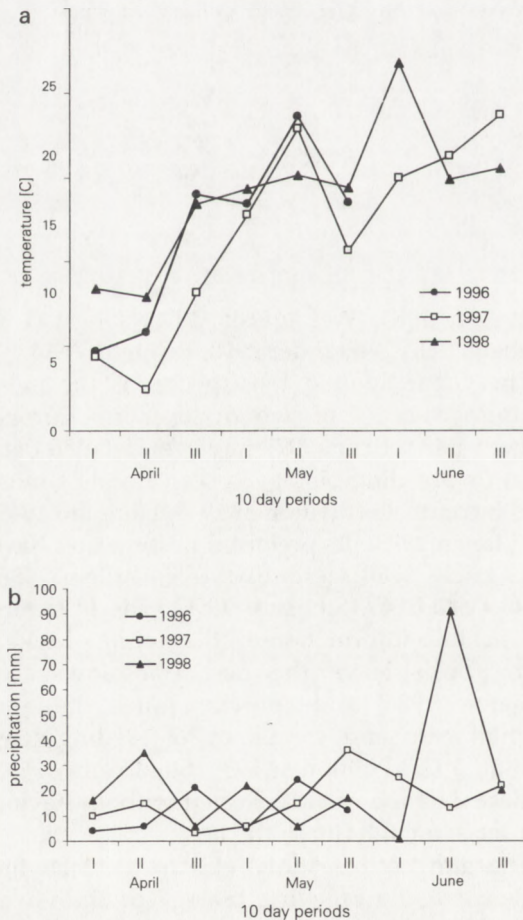 a
temperature [C]
25
20
15
10
5
0
1996
1997
1998
I II III I II III I II III
April May June
10 day periods
b
precipitation [mm]
100
90
80
70
60
50
40
30
20
10
0
1996
1997
1998
II III I II III I II III
April May June
10 day periods